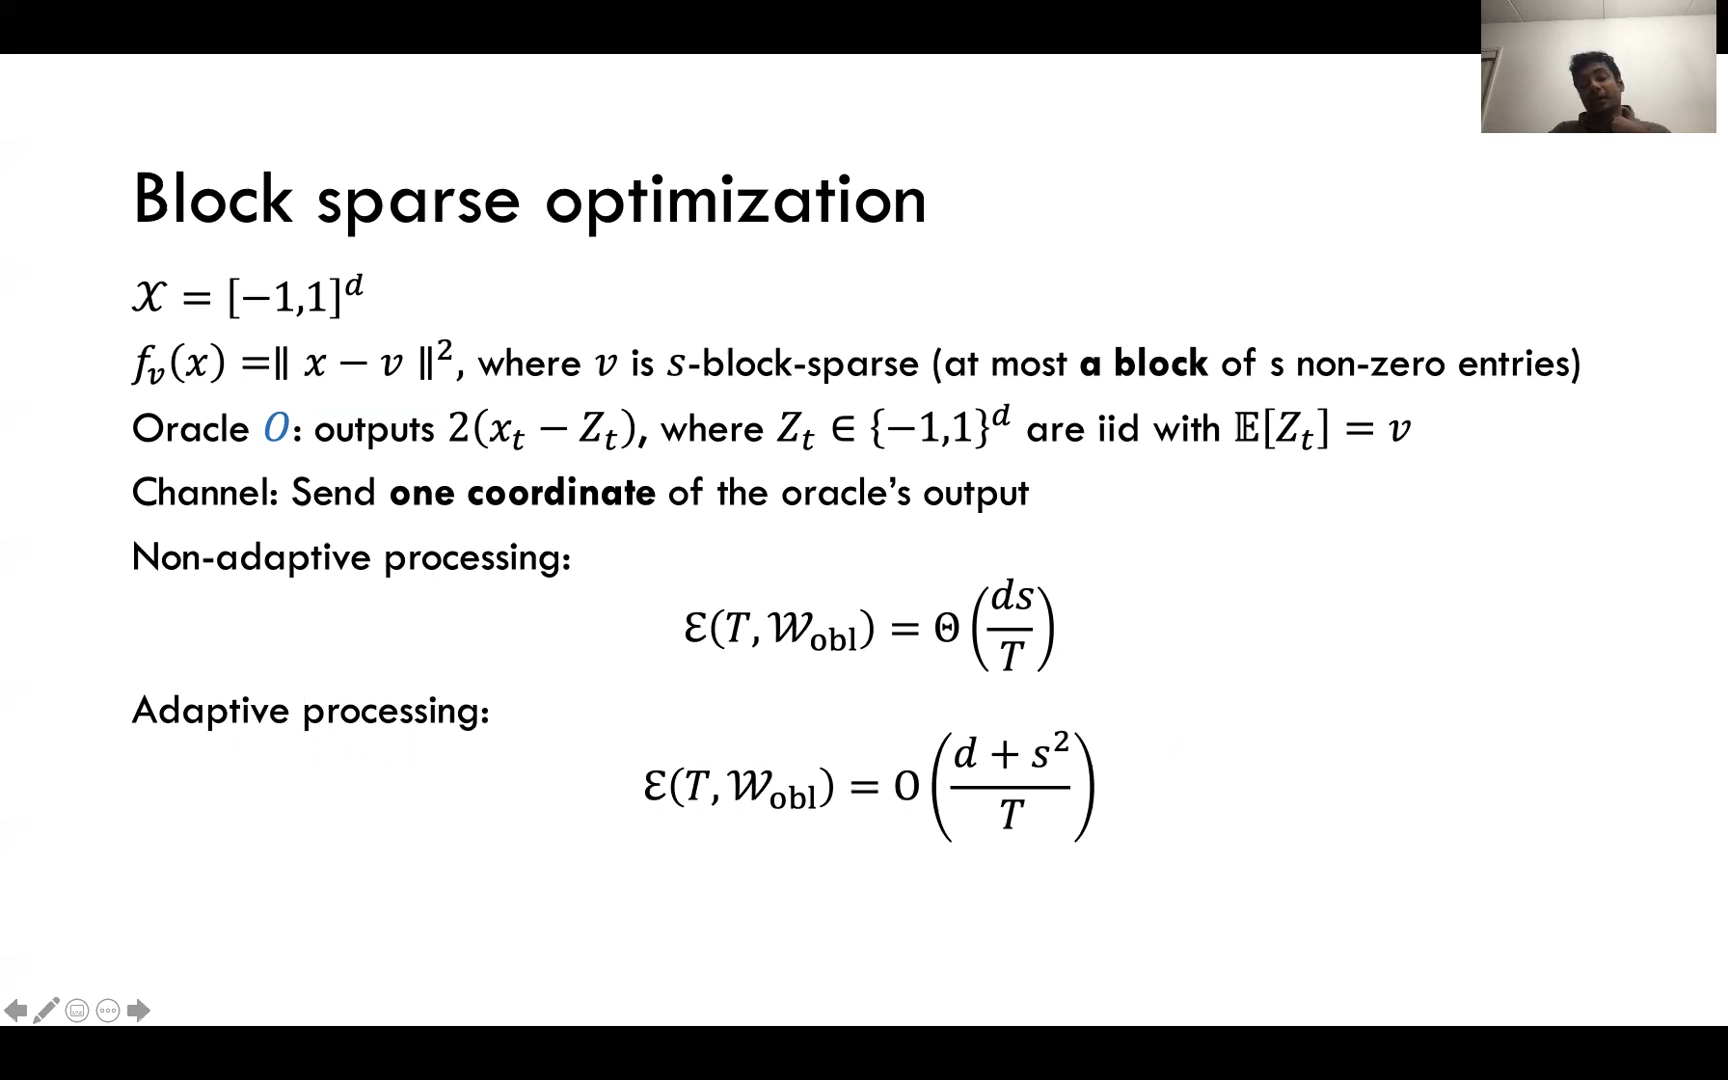 Block sparse optimization
𝒳 = [−1,1]^d
f_v(x) =∥ x − v ∥^2, where v is s-block-sparse (at most a block of s non-zero entries)
Oracle O: outputs 2(x_t − Z_t), where Z_t ∈ {−1,1}^d are iid with 𝔼[Z_t] = v
Channel: Send one coordinate of the oracle's output
Non-adaptive processing:
ℰ(T, 𝒲_obl) = Θ(ds/T)
Adaptive processing:
ℰ(T, 𝒲_obl) = O((d + s^2)/T)